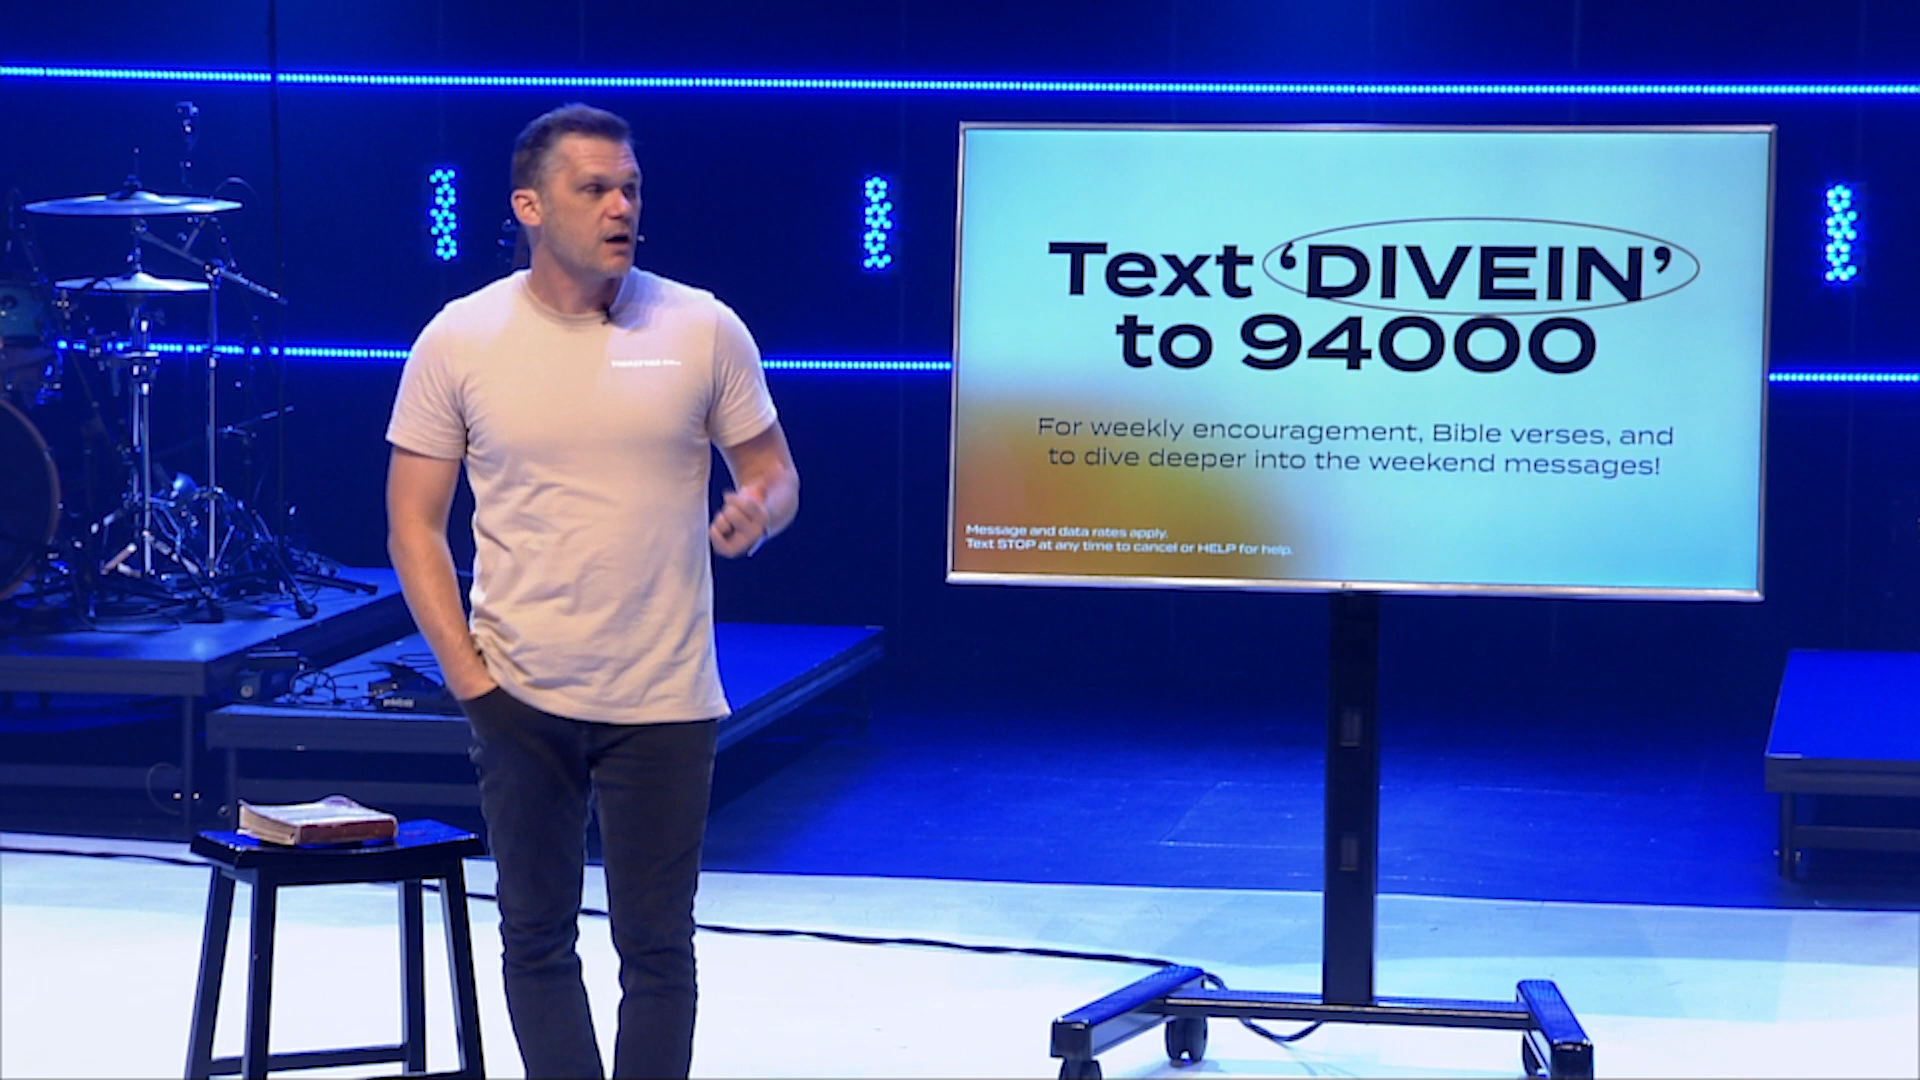 Text ‘DIVEIN’
to 94000
For weekly encouragement, Bible verses, and
to dive deeper into the weekend messages!
Message and data rates apply.
Text STOP at any time to cancel or HELP for help.